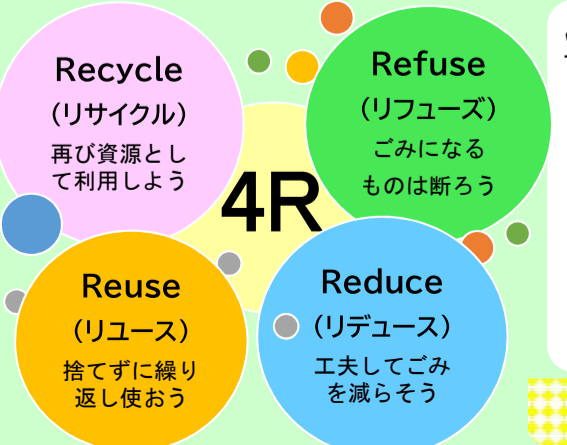 Recycle
(リサイクル)
再び資源とし
て利用しよう
Refuse
(リフューズ)
ごみになる
ものは断ろう
4R
Reuse
(リユース)
捨てずに繰り
返し使おう
Reduce
(リデュース)
工夫してごみ
を減らそう